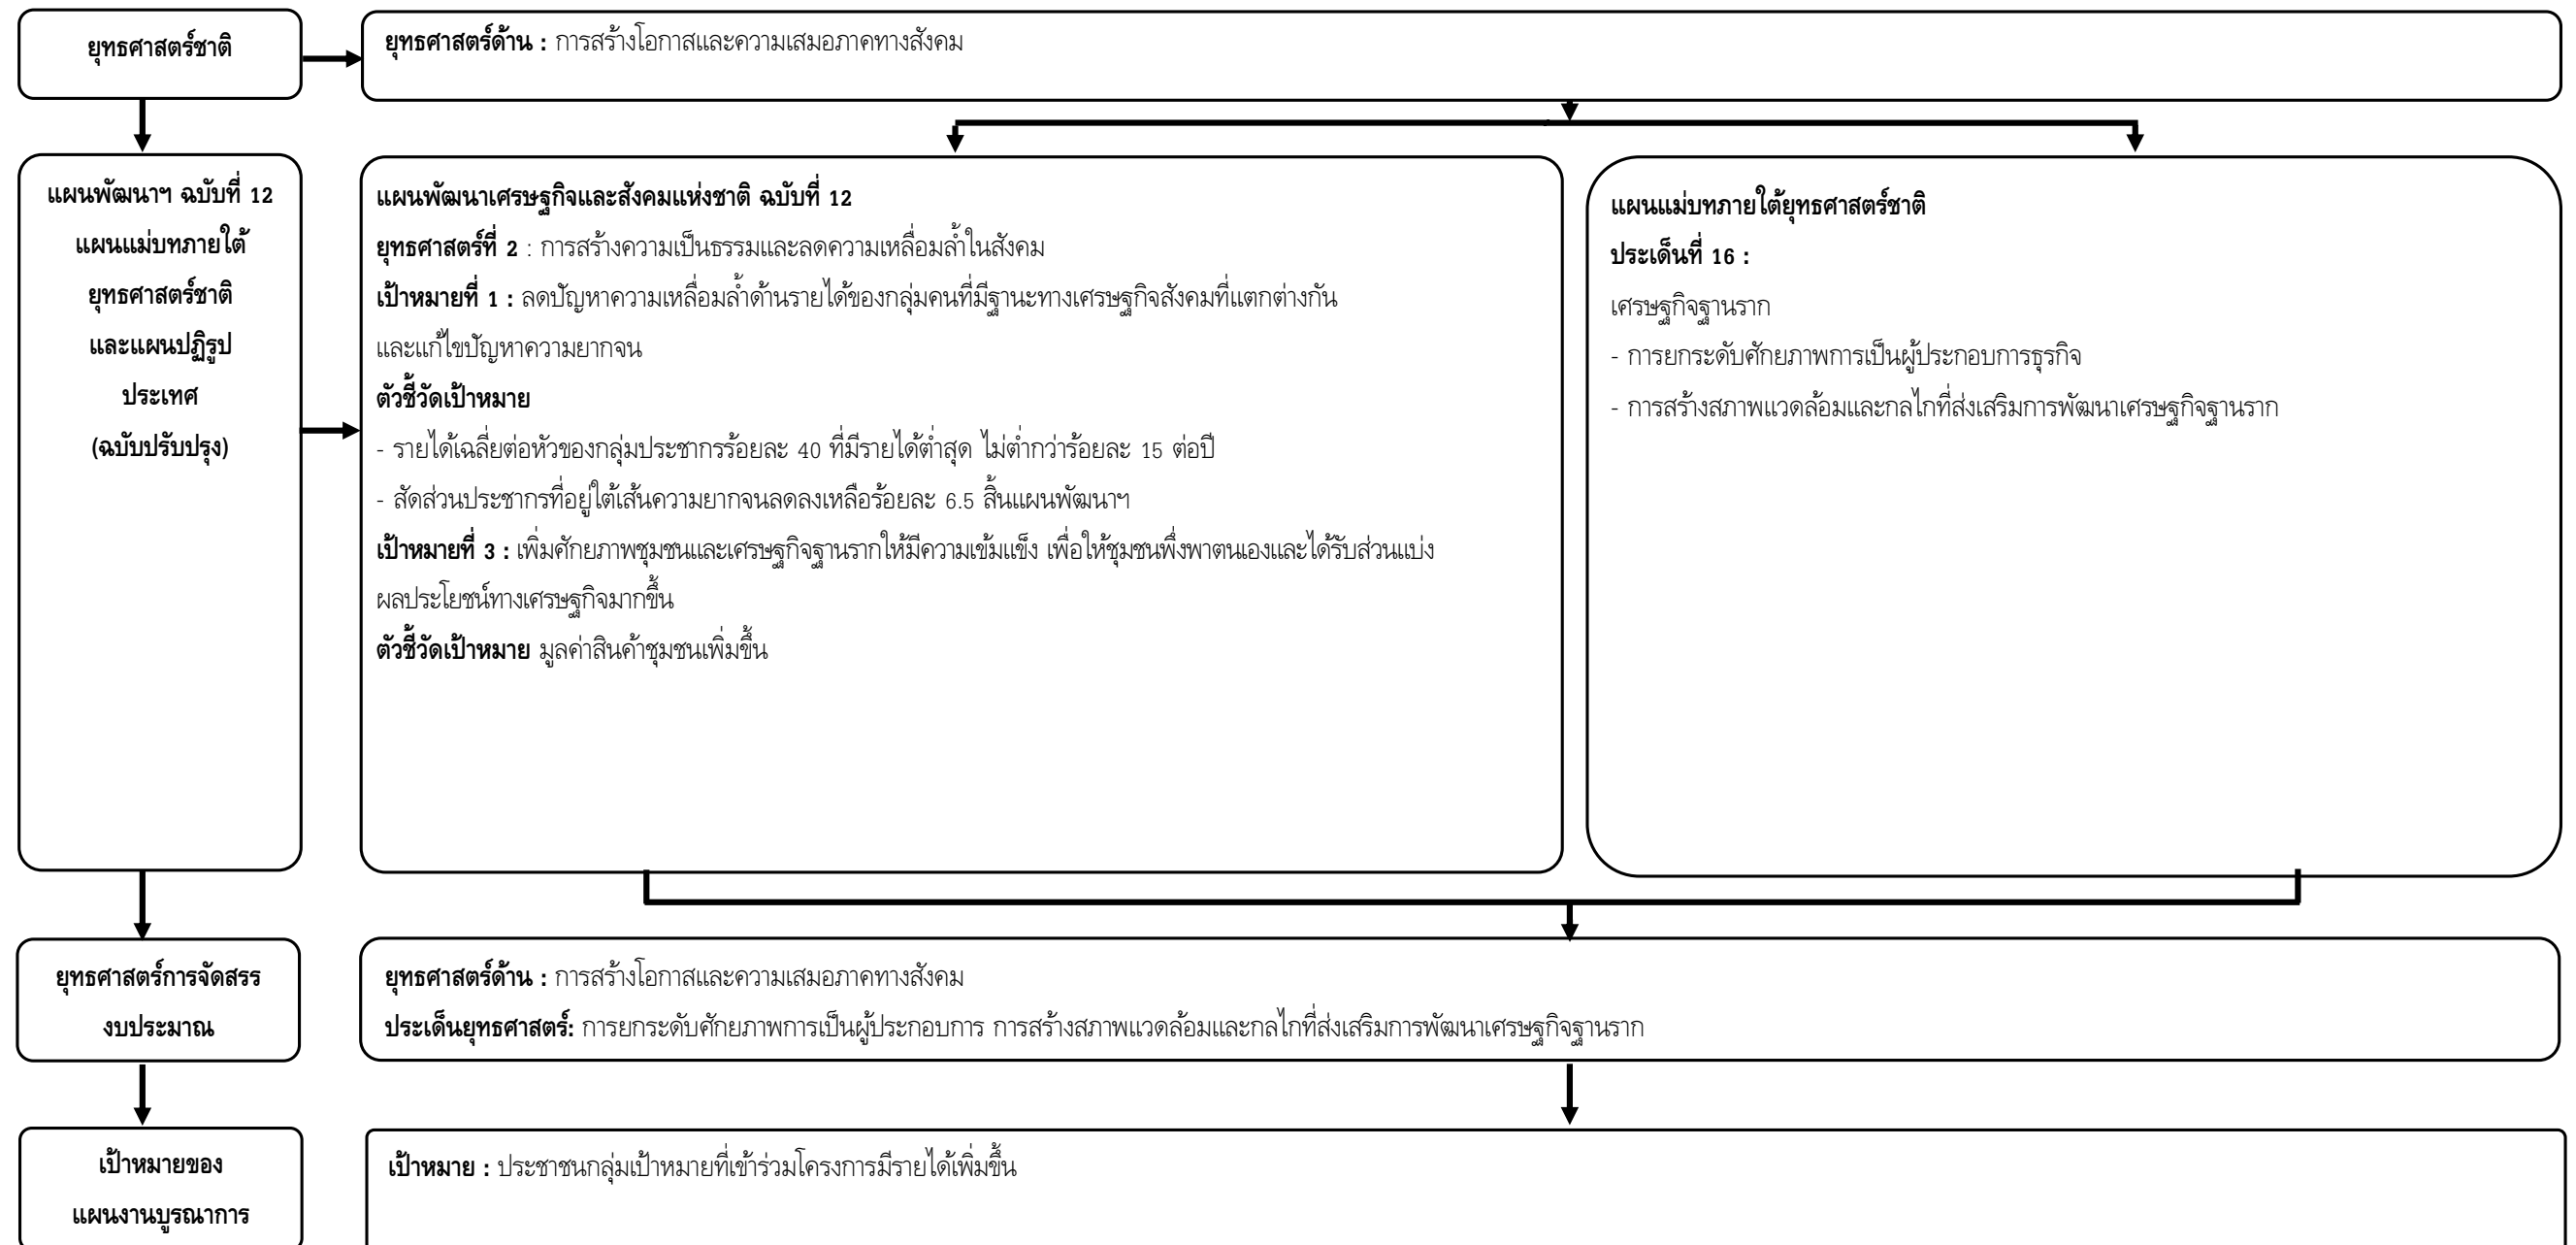 ยุทธศาสตร์ชาติ
ยุทธศาสตร์ด้าน : การสร้างโอกาสและความเสมอภาคทางสังคม
แผนพัฒนาฯ ฉบับที่ 12
แผนแม่บทภายใต้
ยุทธศาสตร์ชาติ
และแผนปฏิรูป
ประเทศ
(ฉบับปรับปรุง)
แผนพัฒนาเศรษฐกิจและสังคมแห่งชาติ ฉบับที่ 12
ยุทธศาสตร์ที่ 2 : การสร้างความเป็นธรรมและลดความเหลื่อมล้ำในสังคม
เป้าหมายที่ 1 : ลดปัญหาความเหลื่อมล้ำด้านรายได้ของกลุ่มคนที่มีฐานะทางเศรษฐกิจสังคมที่แตกต่างกัน
และแก้ไขปัญหาความยากจน
ตัวชี้วัดเป้าหมาย
- รายได้เฉลี่ยต่อหัวของกลุ่มประชากรร้อยละ 40 ที่มีรายได้ต่ำสุด ไม่ต่ำกว่าร้อยละ 15 ต่อปี
- สัดส่วนประชากรที่อยู่ใต้เส้นความยากจนลดลงเหลือร้อยละ 6.5 สิ้นแผนพัฒนาฯ
เป้าหมายที่ 3 : เพิ่มศักยภาพชุมชนและเศรษฐกิจฐานรากให้มีความเข้มแข็ง เพื่อให้ชุมชนพึ่งพาตนเองและได้รับส่วนแบ่ง
ผลประโยชน์ทางเศรษฐกิจมากขึ้น
ตัวชี้วัดเป้าหมาย มูลค่าสินค้าชุมชนเพิ่มขึ้น
แผนแม่บทภายใต้ยุทธศาสตร์ชาติ
ประเด็นที่ 16 :
เศรษฐกิจฐานราก
- การยกระดับศักยภาพการเป็นผู้ประกอบการธุรกิจ
- การสร้างสภาพแวดล้อมและกลไกที่ส่งเสริมการพัฒนาเศรษฐกิจฐานราก
ยุทธศาสตร์การจัดสรร
งบประมาณ
ยุทธศาสตร์ด้าน : การสร้างโอกาสและความเสมอภาคทางสังคม
ประเด็นยุทธศาสตร์: การยกระดับศักยภาพการเป็นผู้ประกอบการ การสร้างสภาพแวดล้อมและกลไกที่ส่งเสริมการพัฒนาเศรษฐกิจฐานราก
เป้าหมายของ
แผนงานบูรณาการ
เป้าหมาย : ประชาชนกลุ่มเป้าหมายที่เข้าร่วมโครงการมีรายได้เพิ่มขึ้น